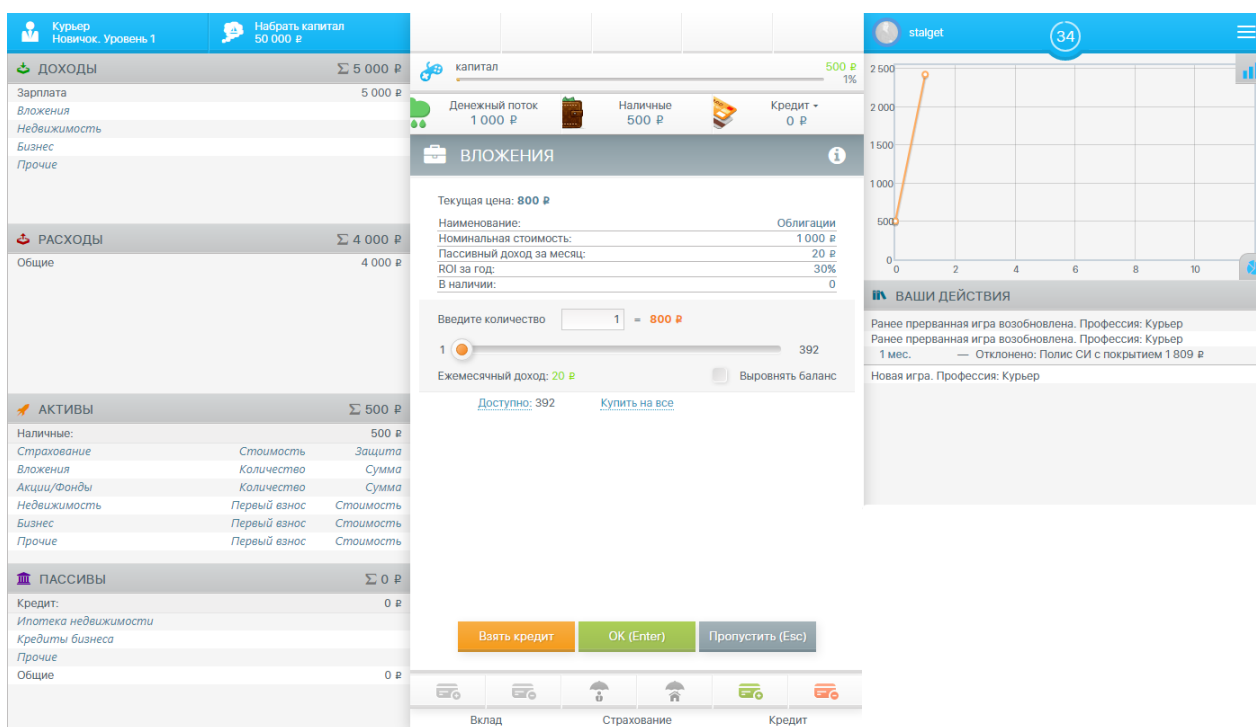 Курьер
Новичок. Уровень 1
Набрать капитал
50 000 ₽
ДОХОДЫ Σ 5 000 ₽
Зарплата 5 000 ₽
Вложения
Недвижимость
Бизнес
Прочие
РАСХОДЫ Σ 4 000 ₽
Общие 4 000 ₽
АКТИВЫ Σ 500 ₽
Наличные: 500 ₽
Страхование Стоимость Защита
Вложения Количество Сумма
Акции/Фонды Количество Сумма
Недвижимость Первый взнос Стоимость
Бизнес Первый взнос Стоимость
Прочие Первый взнос Стоимость
ПАССИВЫ Σ 0 ₽
Кредит: 0 ₽
Ипотека недвижимости
Кредиты бизнеса
Прочие
Общие 0 ₽
капитал 500 ₽
1%
Денежный поток
1 000 ₽
Наличные
500 ₽
Кредит
0 ₽
ВЛОЖЕНИЯ
Текущая цена: 800 ₽
Наименование: Облигации
Номинальная стоимость: 1 000 ₽
Пассивный доход за месяц: 20 ₽
ROI за год: 30%
В наличии: 0
Введите количество 1 = 800 ₽
1 392
Ежемесячный доход: 20 ₽ Выровнять баланс
Доступно: 392 Купить на все
Взять кредит OK (Enter) Пропустить (Esc)
Вклад Страхование Кредит
stalget 34
2 500
2 000
1 500
1 000
500
0
0 2 4 6 8 10
ВАШИ ДЕЙСТВИЯ
Ранее прерванная игра возобновлена. Профессия: Курьер
Ранее прерванная игра возобновлена. Профессия: Курьер
1 мес. — Отклонено: Полис СИ с покрытием 1 809 ₽
Новая игра. Профессия: Курьер